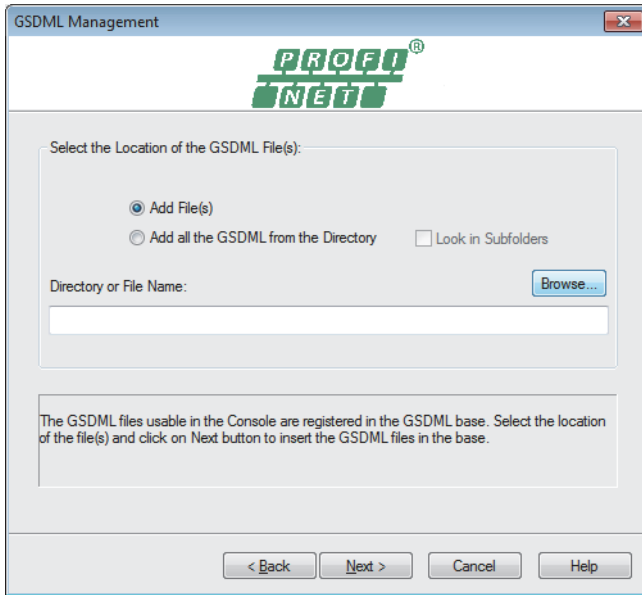 GSDML Management
PROFI®
NET
Select the Location of the GSDML File(s):
Add File(s)
Add all the GSDML from the Directory
Look in Subfolders
Directory or File Name:
Browse...
The GSDML files usable in the Console are registered in the GSDML base. Select the location
of the file(s) and click on Next button to insert the GSDML files in the base.
< Back
Next >
Cancel
Help